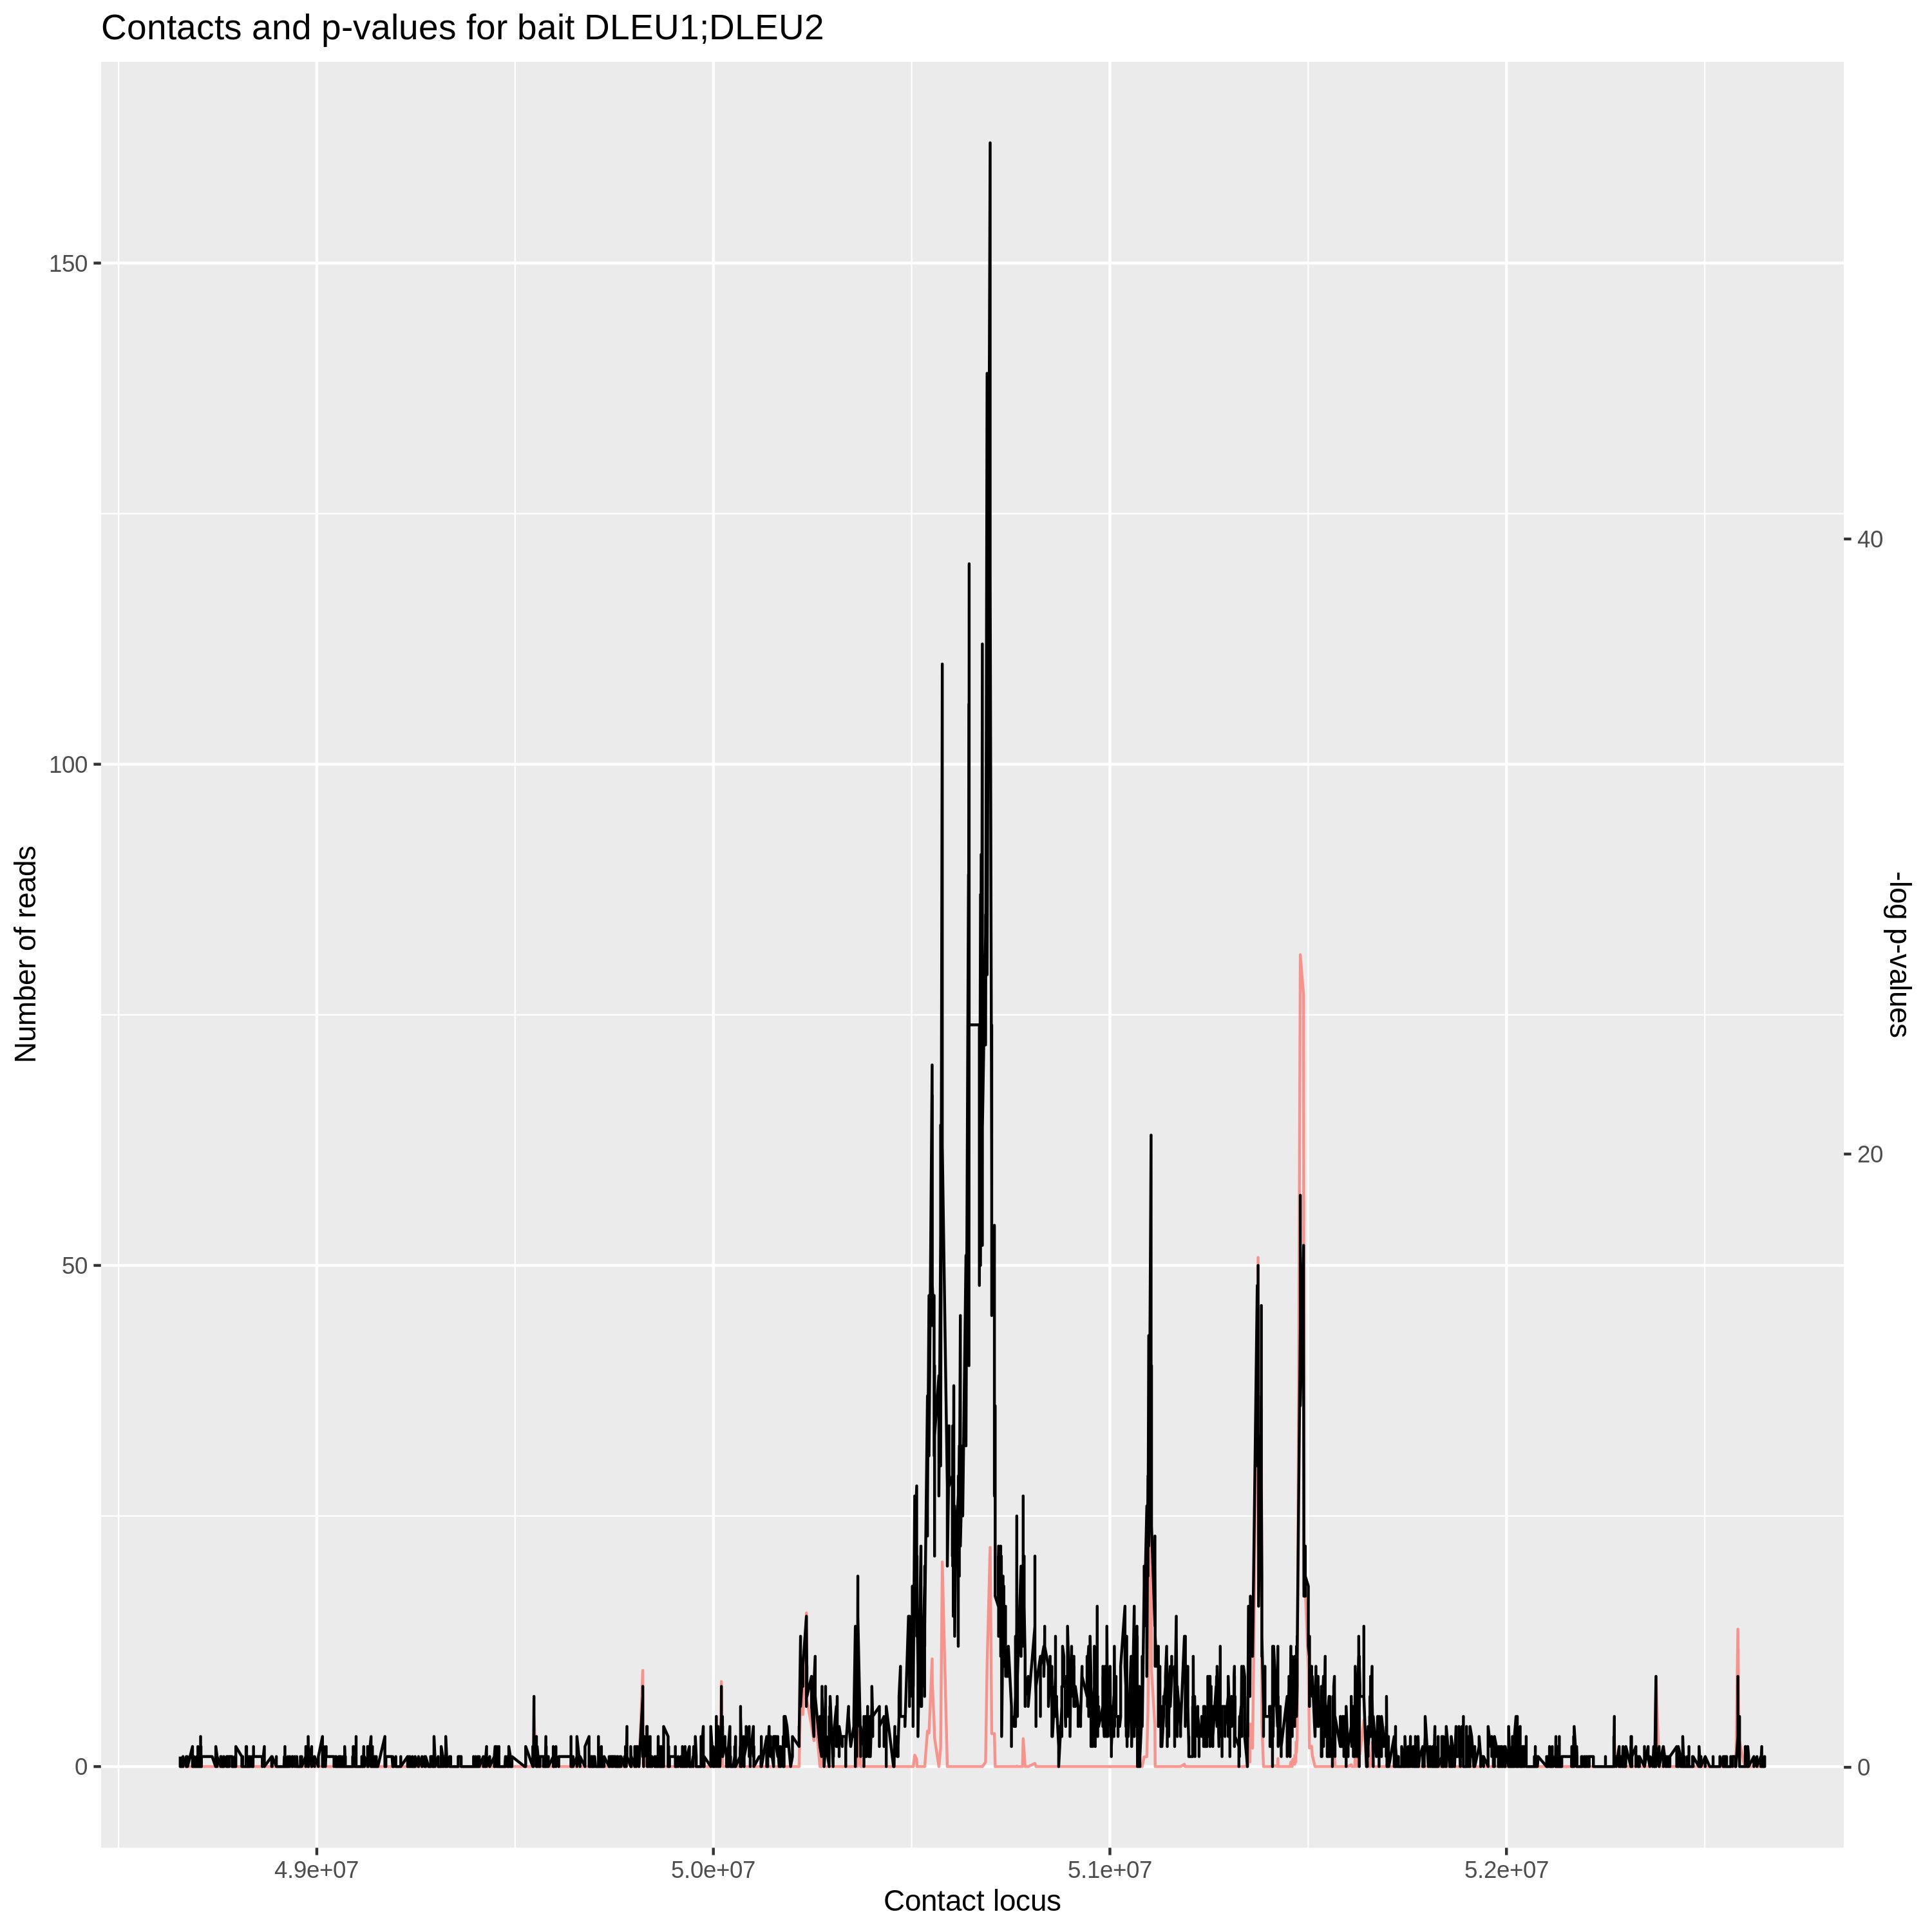 Contacts and p-values for bait DLEU1;DLEU2
Number of reads
150
100
50
0
40
20
0
-log p-values
4.9e+07
5.0e+07
5.1e+07
5.2e+07
Contact locus